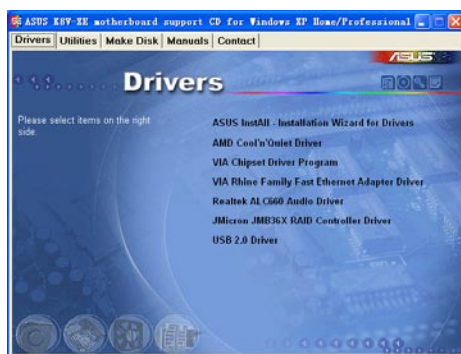 ASUS K8V-XE motherboard support CD for Windows XP Home/Professional
Drivers Utilities Make Disk Manuals Contact
ASUS
Drivers
Please select items on the right
side.
ASUS InstAll - Installation Wizard for Drivers
AMD Cool'n'Quiet Driver
VIA Chipset Driver Program
VIA Rhine Family Fast Ethernet Adapter Driver
Realtek ALC660 Audio Driver
JMicron JMB36X RAID Controller Driver
USB 2.0 Driver